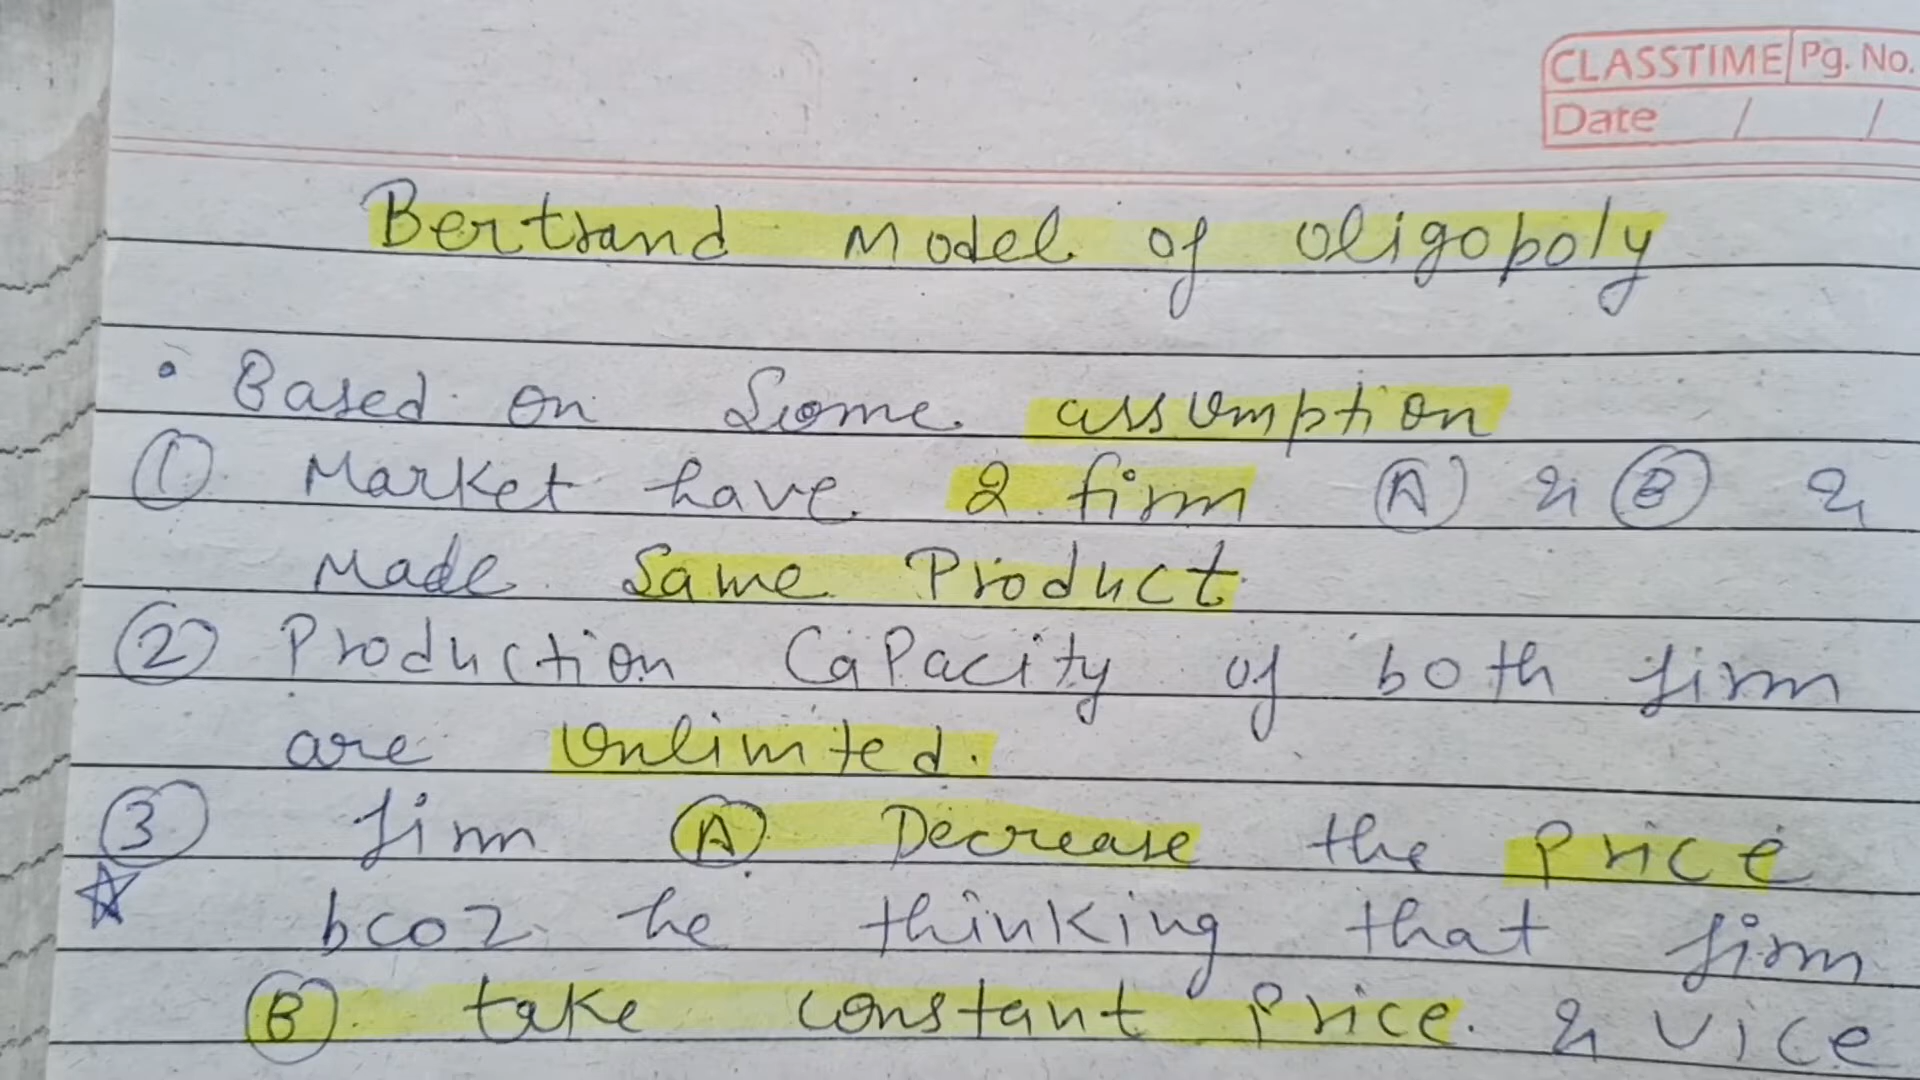 CLASSTIME Pg. No.
Date / /
Bertrand Model of oligopoly
• Based on Some assumption
① Market have 2 firm Ⓐ & Ⓑ &
Made Same Product
② Production Capacity of both firm
are Unlimited.
③ firm Ⓐ Decrease the Price
☆ bcoz he thinking that firm
Ⓑ take constant Price. & vice